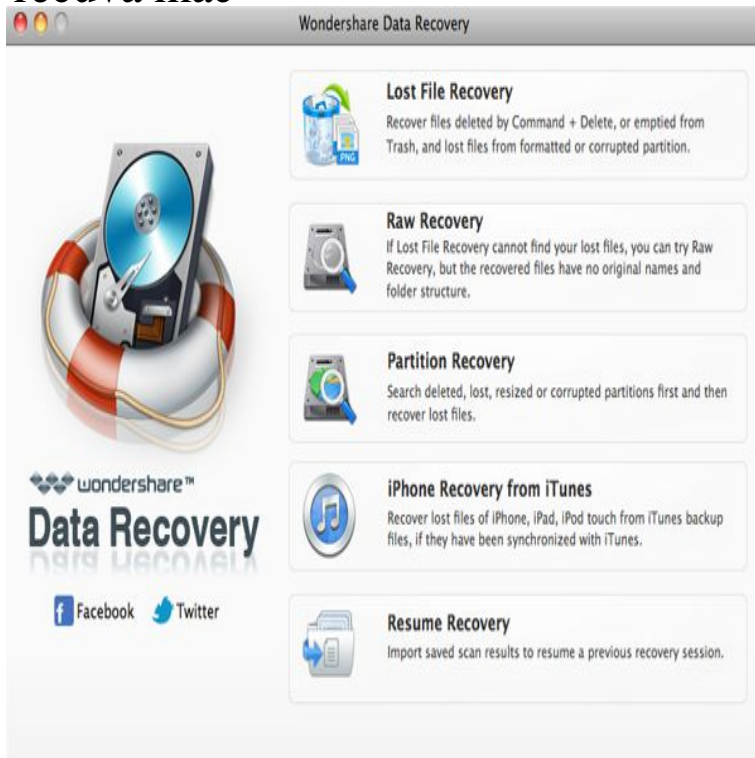 recuva mac
Wondershare Data Recovery
Lost File Recovery
Recover files deleted by Command + Delete, or emptied from
Trash, and lost files from formatted or corrupted partition.
PNG
Raw Recovery
If Lost File Recovery cannot find your lost files, you can try Raw
Recovery, but the recovered files have no original names and
folder structure.
Partition Recovery
Search deleted, lost, resized or corrupted partitions first and then
recover lost files.
iPhone Recovery from iTunes
Recover lost files of iPhone, iPad, iPod touch from iTunes backup
files, if they have been synchronized with iTunes.
Resume Recovery
Import saved scan results to resume a previous recovery session.
wondershare™
Data Recovery
f Facebook Twitter